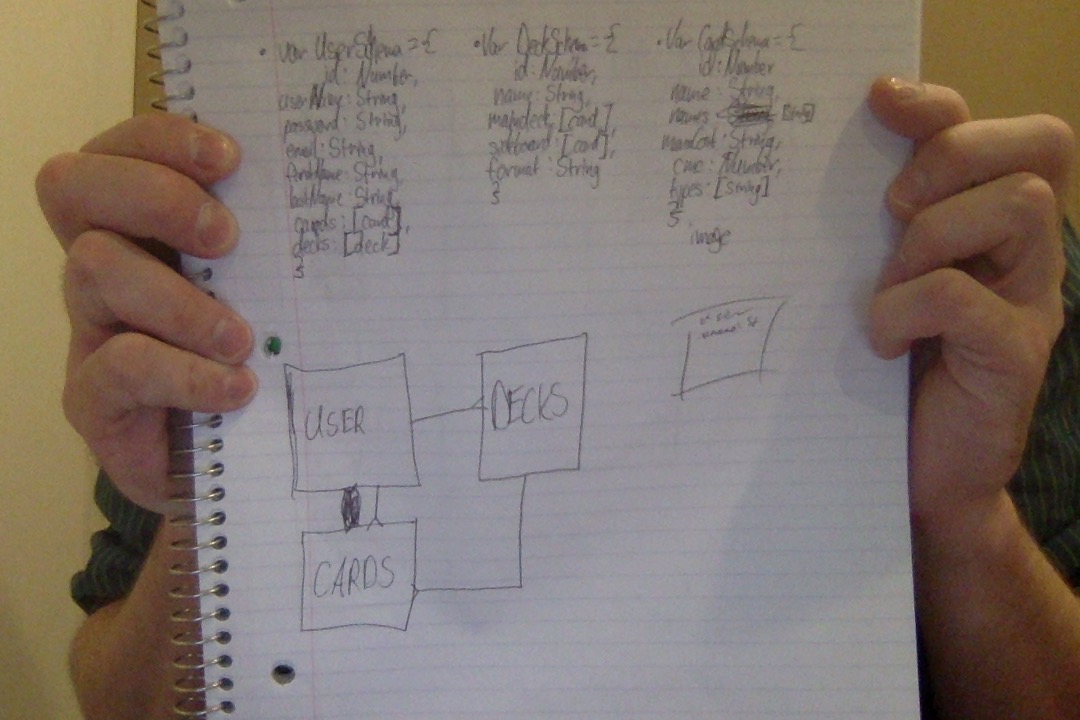 • Var UserSchema = {
id: Number,
userName: String,
password: String,
email: String,
firstName: String,
lastName: String,
cards: [card],
decks: [deck]
}
• Var DeckSchema = {
id: Number,
name: String,
maindeck: [card],
sideboard: [card],
format: String
}
• Var CardSchema = {
id: Number
name: String,
names [String]
manaCost: String,
cmc: Number,
types: [String]
}
image
USER
DECKS
CARDS